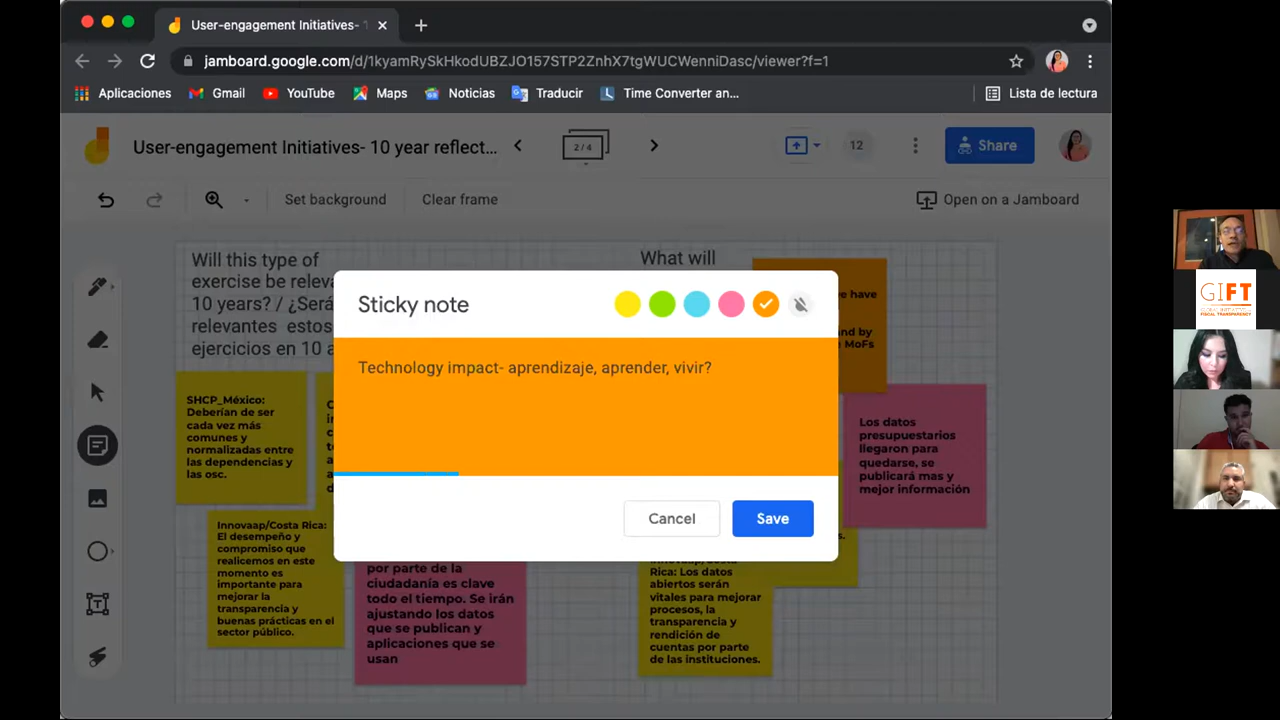 User-engagement Initiatives-
jamboard.google.com/d/1kyamRySkHkodUBZJO157STP2ZnhX7tgWUCWenniDasc/viewer?f=1
Aplicaciones Gmail YouTube Maps Noticias Traducir Time Converter an... Lista de lectura
User-engagement Initiatives- 10 year reflect... 2 / 4 12 Share
Set background Clear frame Open on a Jamboard
Will this type of
exercise be
10 years? / ¿Será
relevantes estos
ejercicios en 10
What will
have
by
MoFs
Sticky note
Technology impact- aprendizaje, aprender, vivir?
Cancel Save
SHCP_México:
Deberían de ser
cada vez más
comunes y
normalizadas entre
las dependencias y
las osc.
Innovaap/Costa Rica:
El desempeño y
compromiso que
realicemos en este
momento es
importante para
mejorar la
transparencia y
buenas prácticas en el
sector público.
por parte de la
ciudadanía es clave
todo el tiempo. Se irán
ajustando los datos
que se publican y
aplicaciones que se
usan
Los datos
presupuestarios
llegaron para
quedarse, se
publicará mas y
mejor información
Rica: Los datos
abiertos serán
vitales para mejorar
procesos, la
transparencia y
rendición de
cuentas por parte
de las instituciones.
GIFT
GLOBAL INITIATIVE FOR
FISCAL TRANSPARENCY